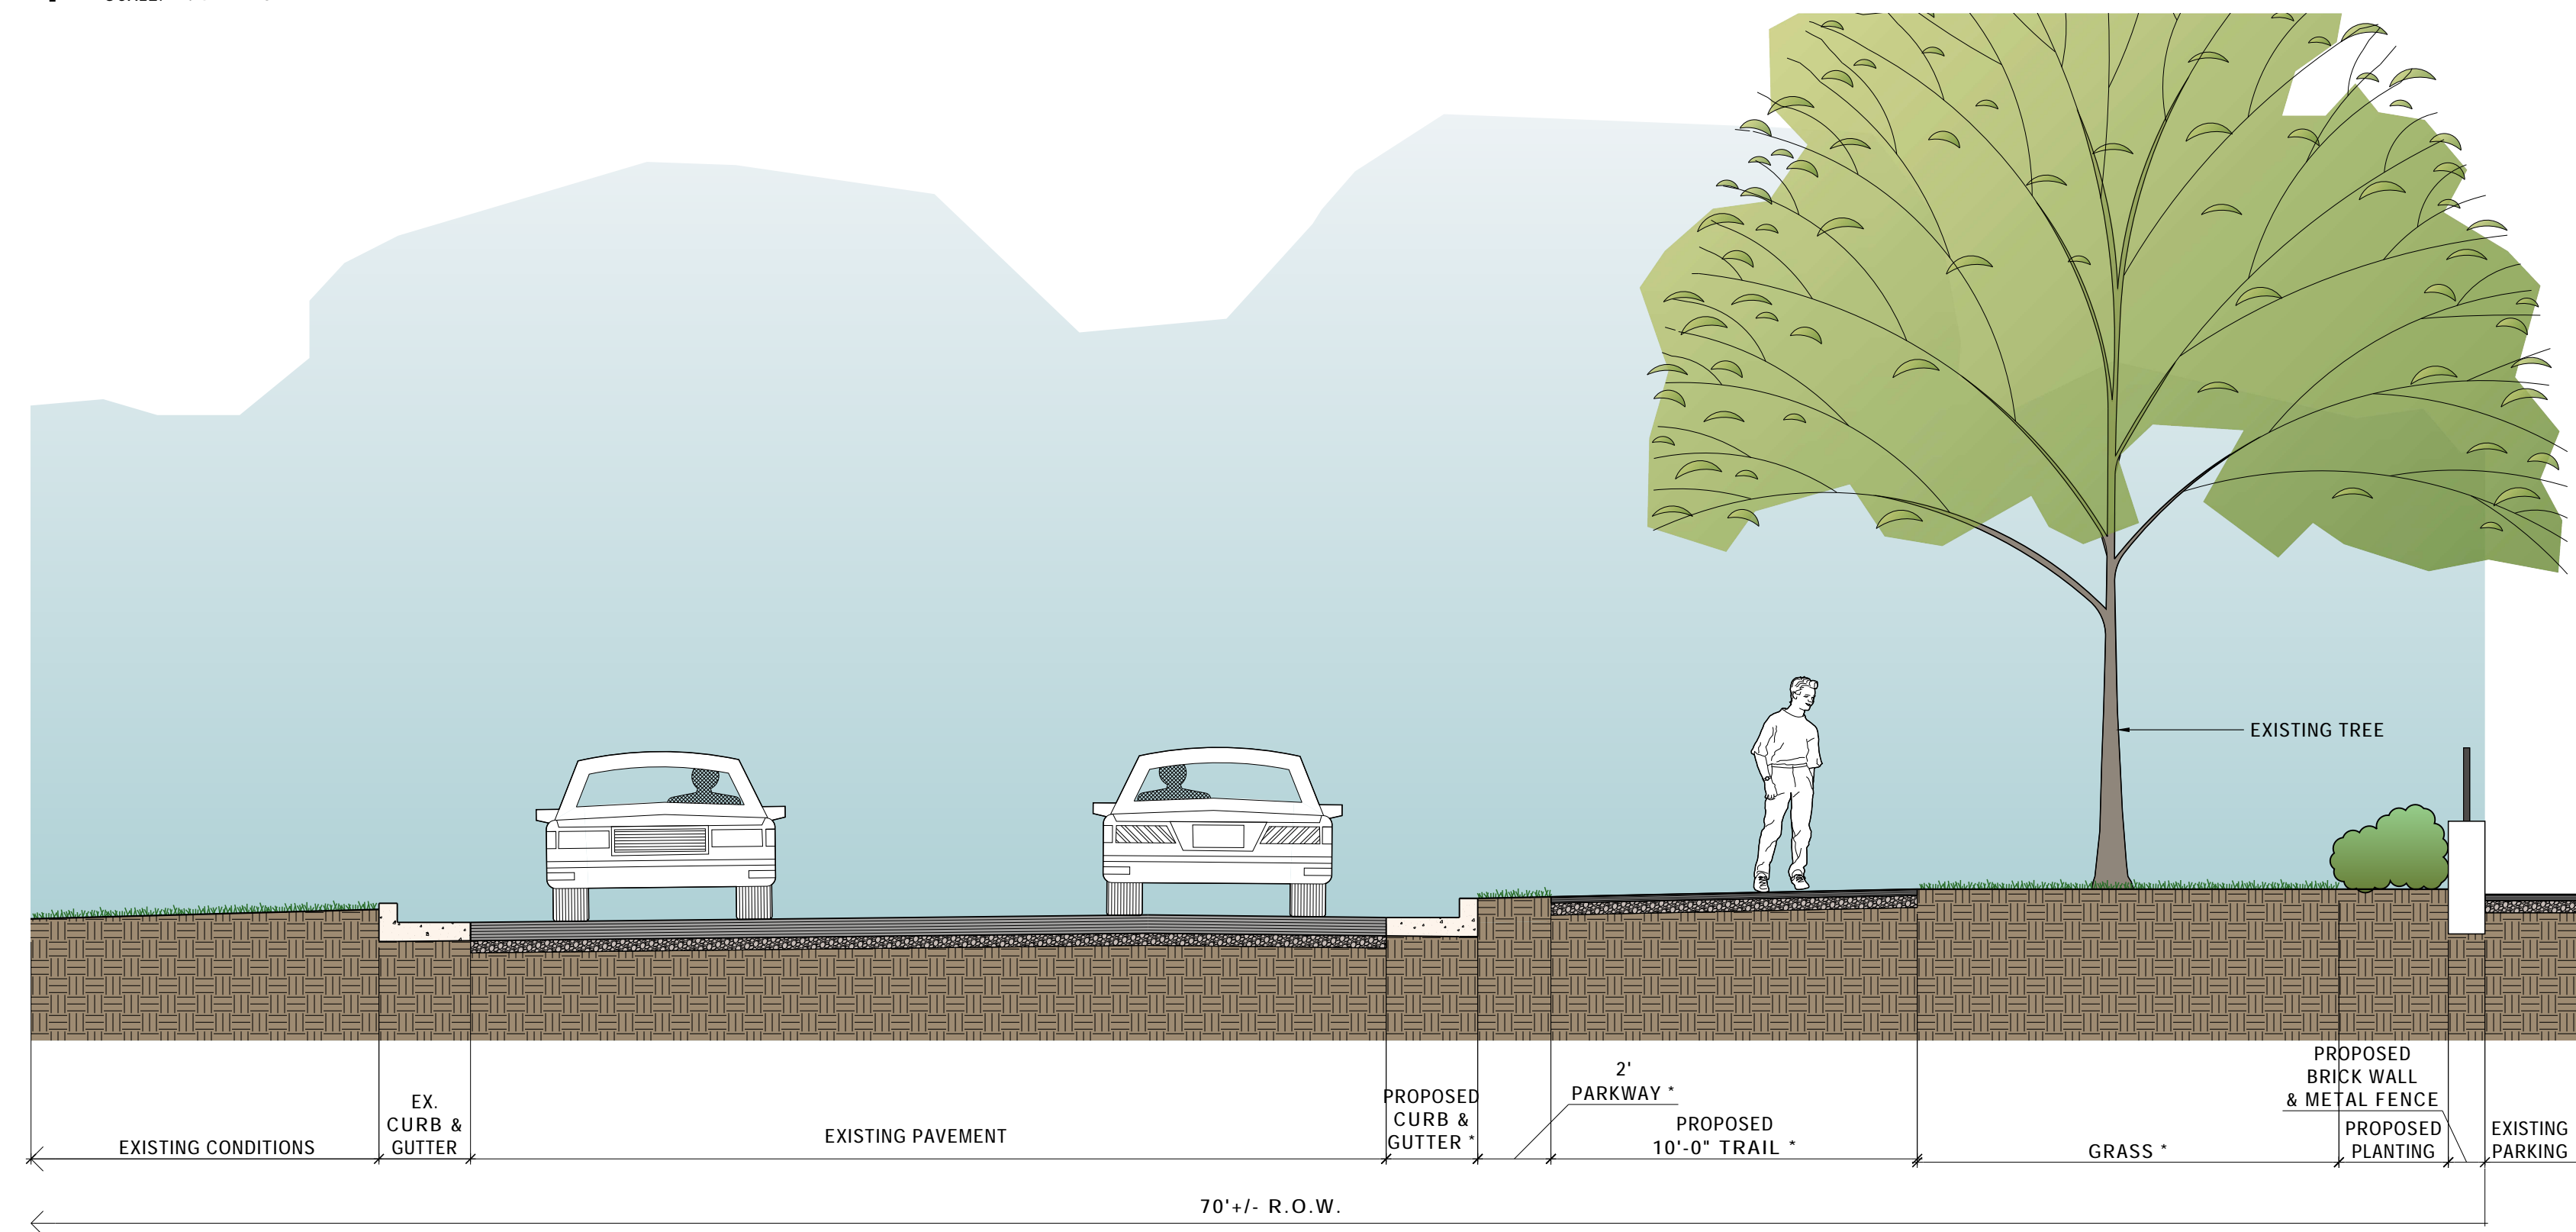 EXISTING TREE
EXISTING CONDITIONS
EX.
CURB &
GUTTER
EXISTING PAVEMENT
PROPOSED
CURB &
GUTTER *
2'
PARKWAY *
PROPOSED
10'-0" TRAIL *
GRASS *
PROPOSED
BRICK WALL
& METAL FENCE
PROPOSED
PLANTING
EXISTING
PARKING
70'+/- R.O.W.